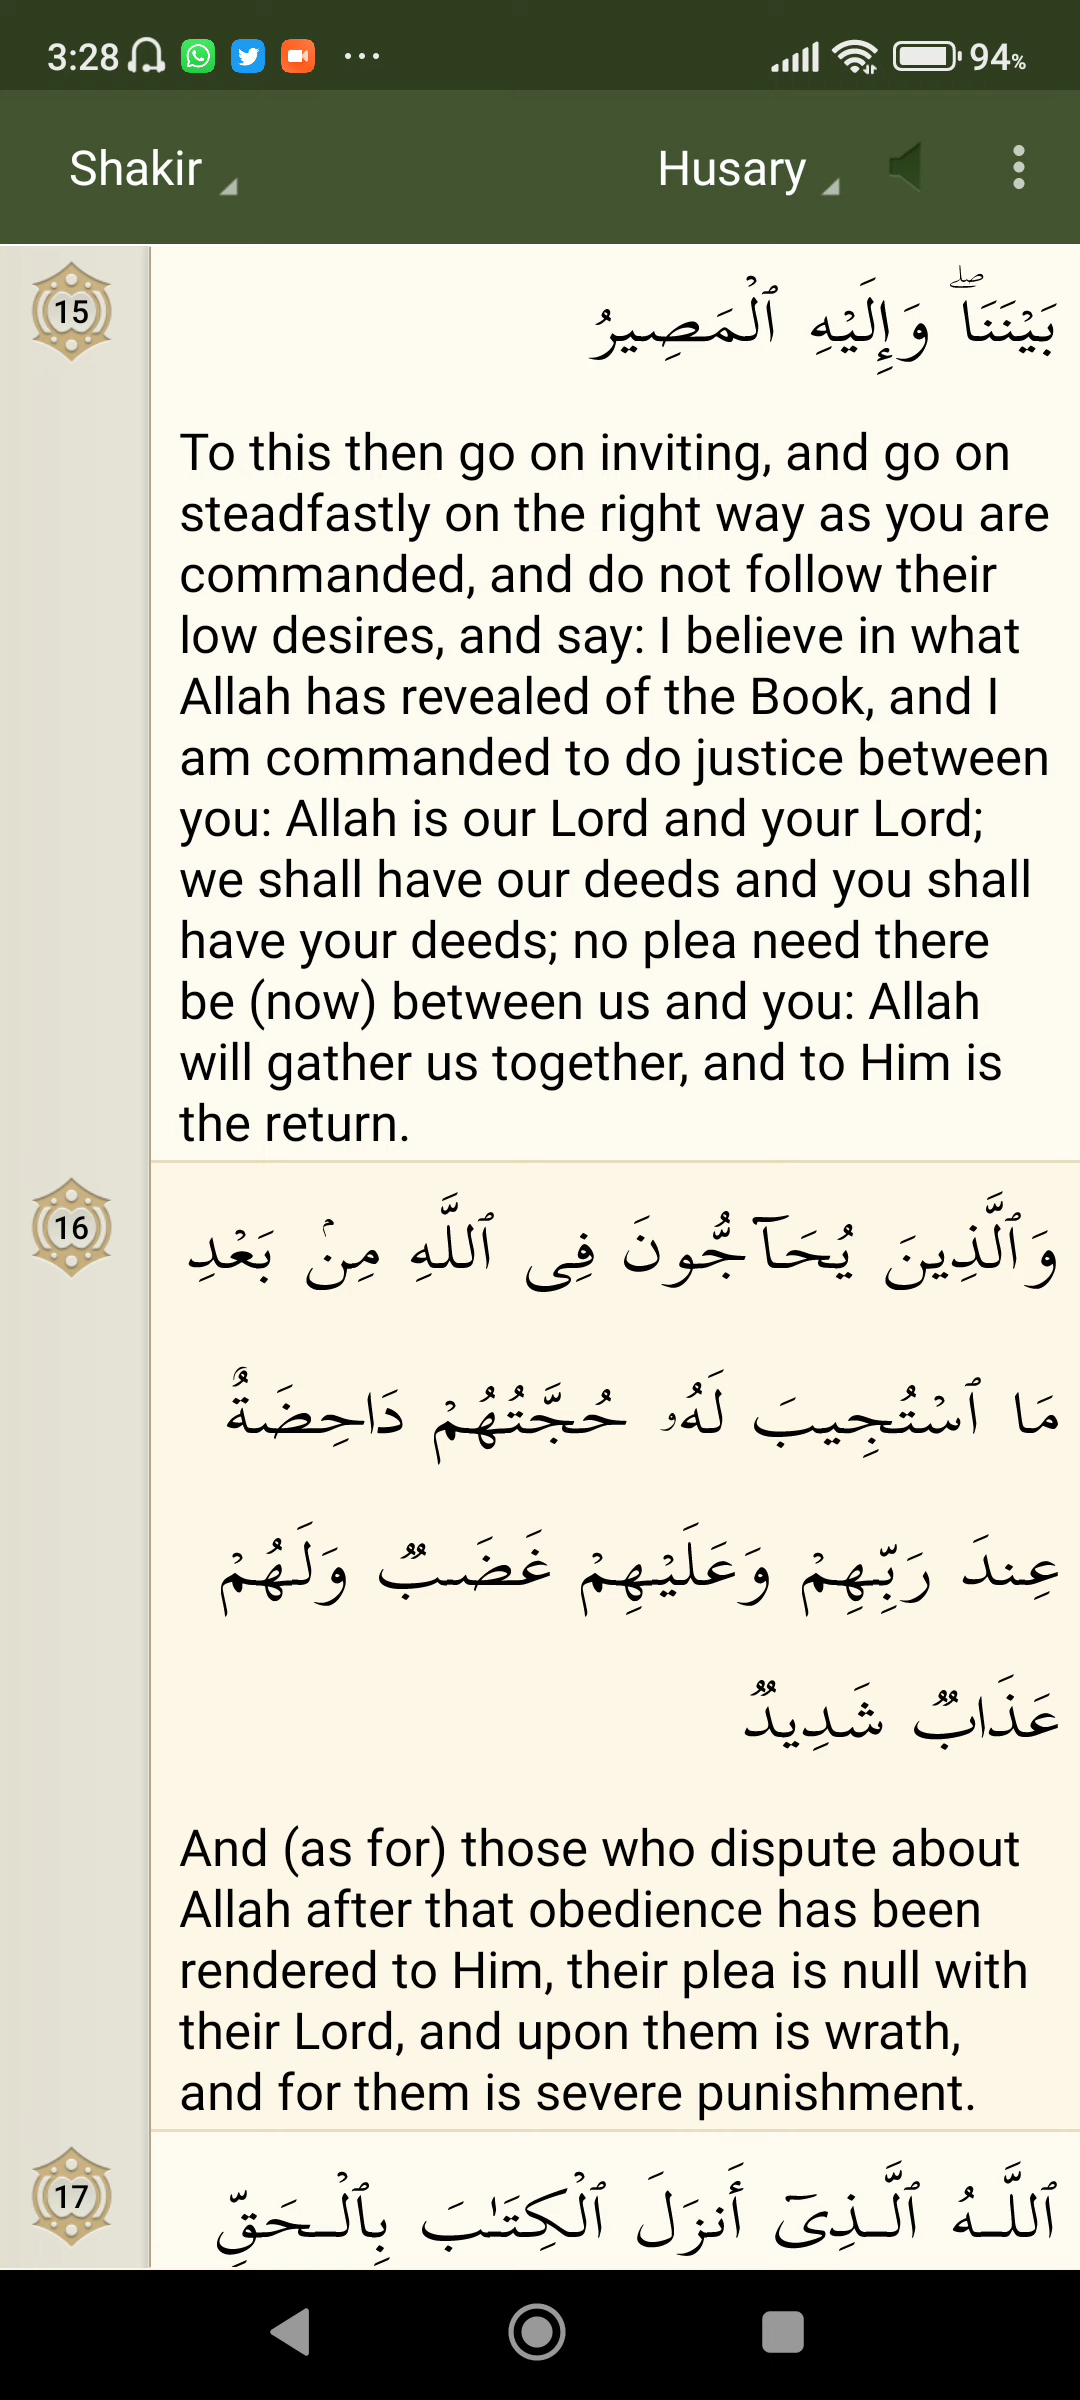 3:28 94%
Shakir Husary
15
بَيْنَنَا ۖ وَإِلَيْهِ ٱلْمَصِيرُ
To this then go on inviting, and go on
steadfastly on the right way as you are
commanded, and do not follow their
low desires, and say: I believe in what
Allah has revealed of the Book, and I
am commanded to do justice between
you: Allah is our Lord and your Lord;
we shall have our deeds and you shall
have your deeds; no plea need there
be (now) between us and you: Allah
will gather us together, and to Him is
the return.
16
وَٱلَّذِينَ يُحَآجُّونَ فِى ٱللَّهِ مِنۢ بَعْدِ
مَا ٱسْتُجِيبَ لَهُۥ حُجَّتُهُمْ دَاحِضَةٌ
عِندَ رَبِّهِمْ وَعَلَيْهِمْ غَضَبٌ وَلَهُمْ
عَذَابٌ شَدِيدٌ
And (as for) those who dispute about
Allah after that obedience has been
rendered to Him, their plea is null with
their Lord, and upon them is wrath,
and for them is severe punishment.
17
ٱللَّـهُ ٱلَّـذِىٓ أَنزَلَ ٱلْكِتَـٰبَ بِٱلْـحَقِّ